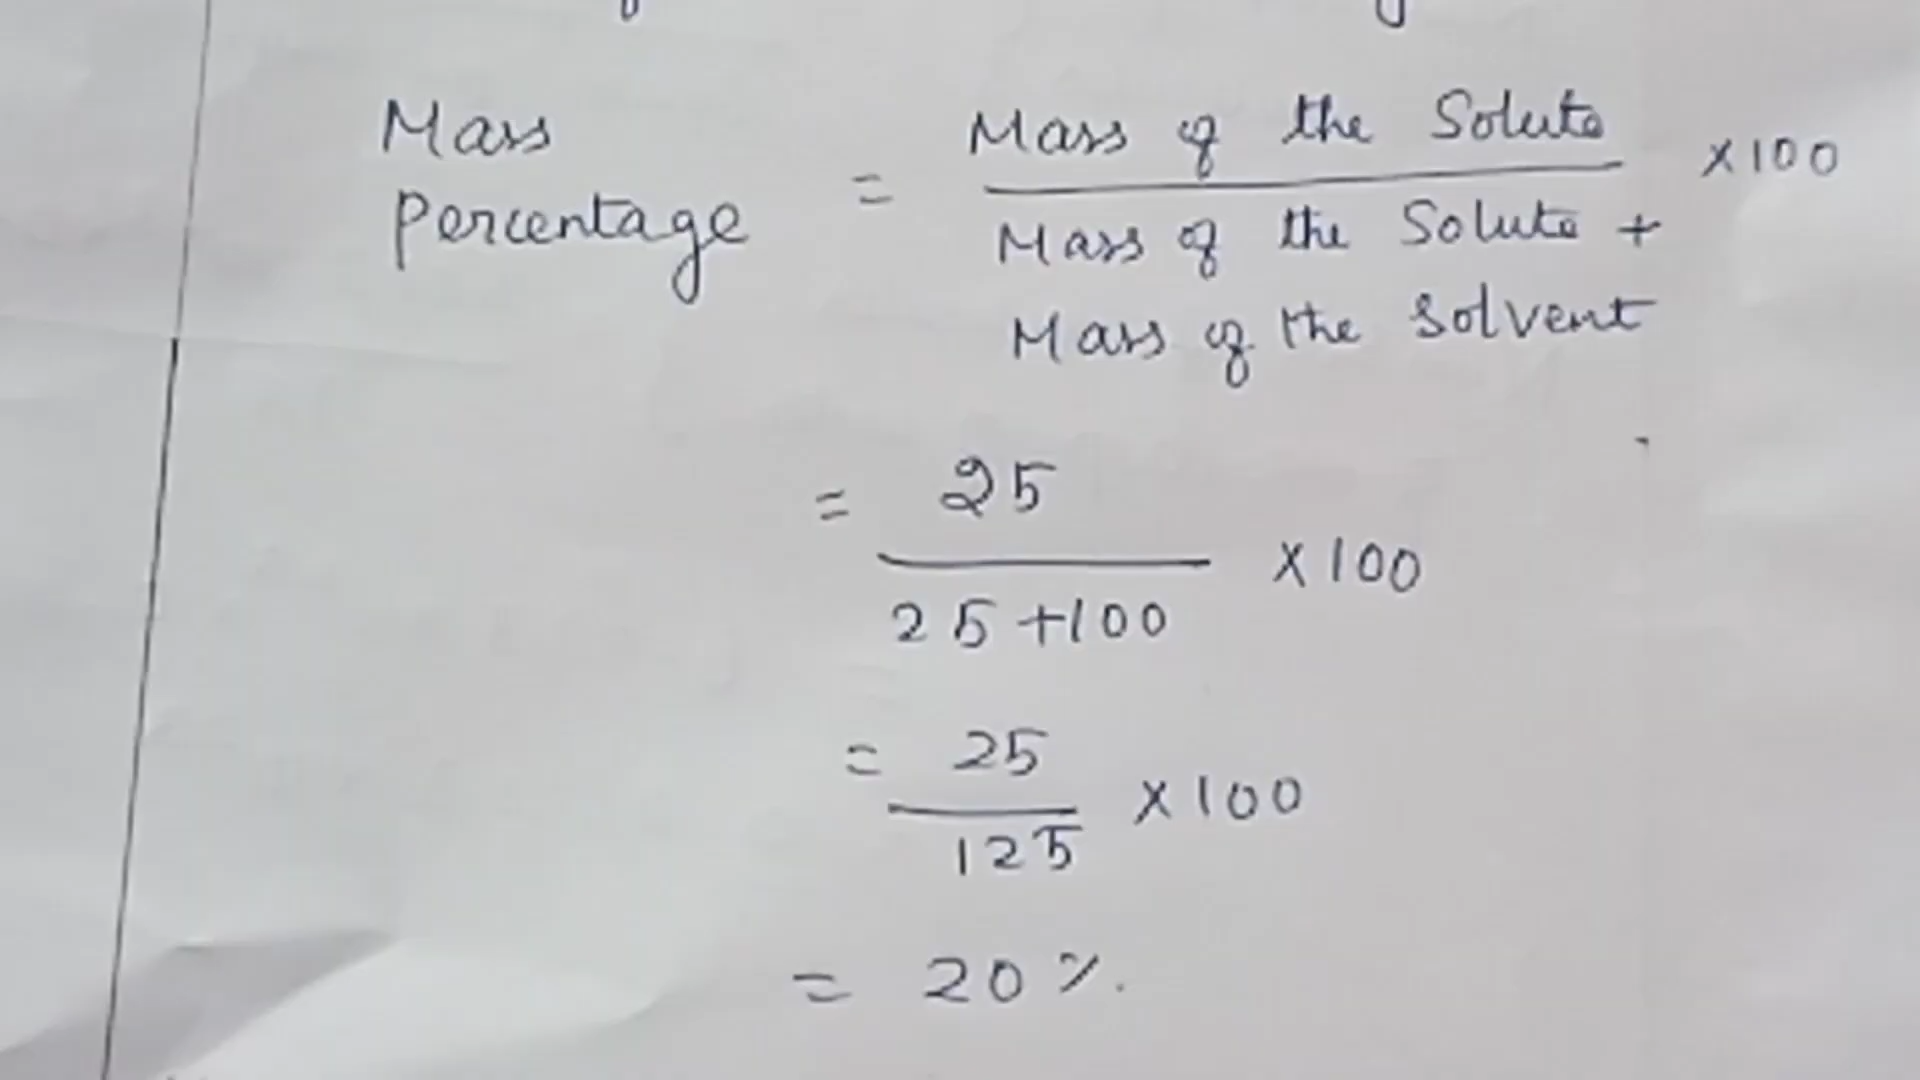 Mass of the Solute
Mass percentage = ―――――――――― ×100
Mass of the Solute +
Mass of the Solvent
= 25
―――― ×100
25+100
= 25
――― ×100
125
= 20%.